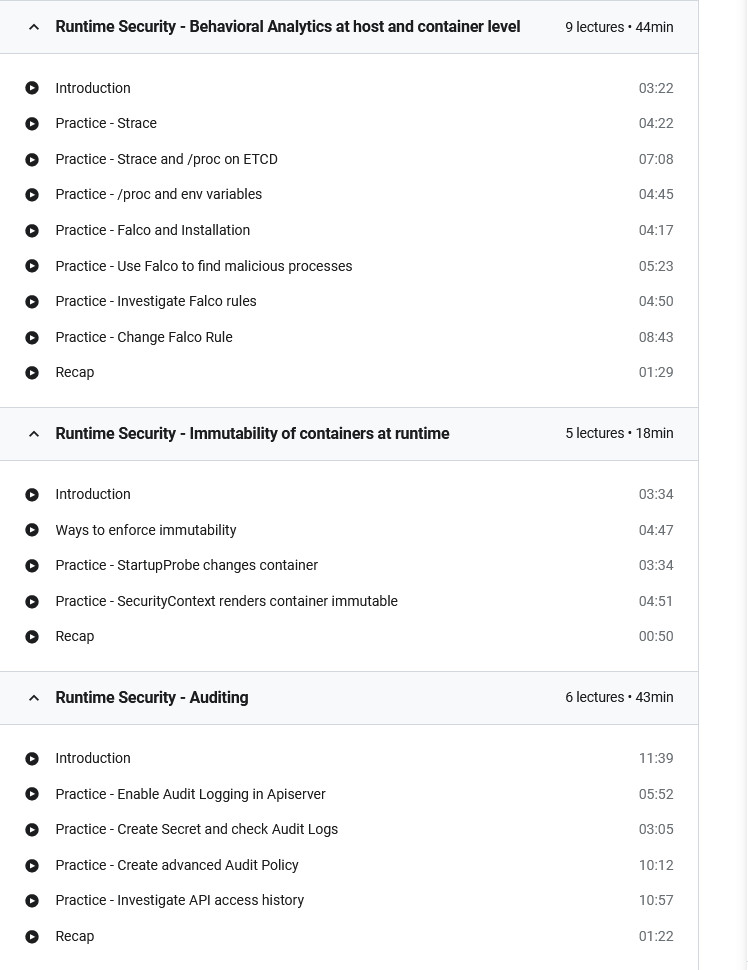 Runtime Security - Behavioral Analytics at host and container level 9 lectures • 44min
Introduction 03:22
Practice - Strace 04:22
Practice - Strace and /proc on ETCD 07:08
Practice - /proc and env variables 04:45
Practice - Falco and Installation 04:17
Practice - Use Falco to find malicious processes 05:23
Practice - Investigate Falco rules 04:50
Practice - Change Falco Rule 08:43
Recap 01:29
Runtime Security - Immutability of containers at runtime 5 lectures • 18min
Introduction 03:34
Ways to enforce immutability 04:47
Practice - StartupProbe changes container 03:34
Practice - SecurityContext renders container immutable 04:51
Recap 00:50
Runtime Security - Auditing 6 lectures • 43min
Introduction 11:39
Practice - Enable Audit Logging in Apiserver 05:52
Practice - Create Secret and check Audit Logs 03:05
Practice - Create advanced Audit Policy 10:12
Practice - Investigate API access history 10:57
Recap 01:22